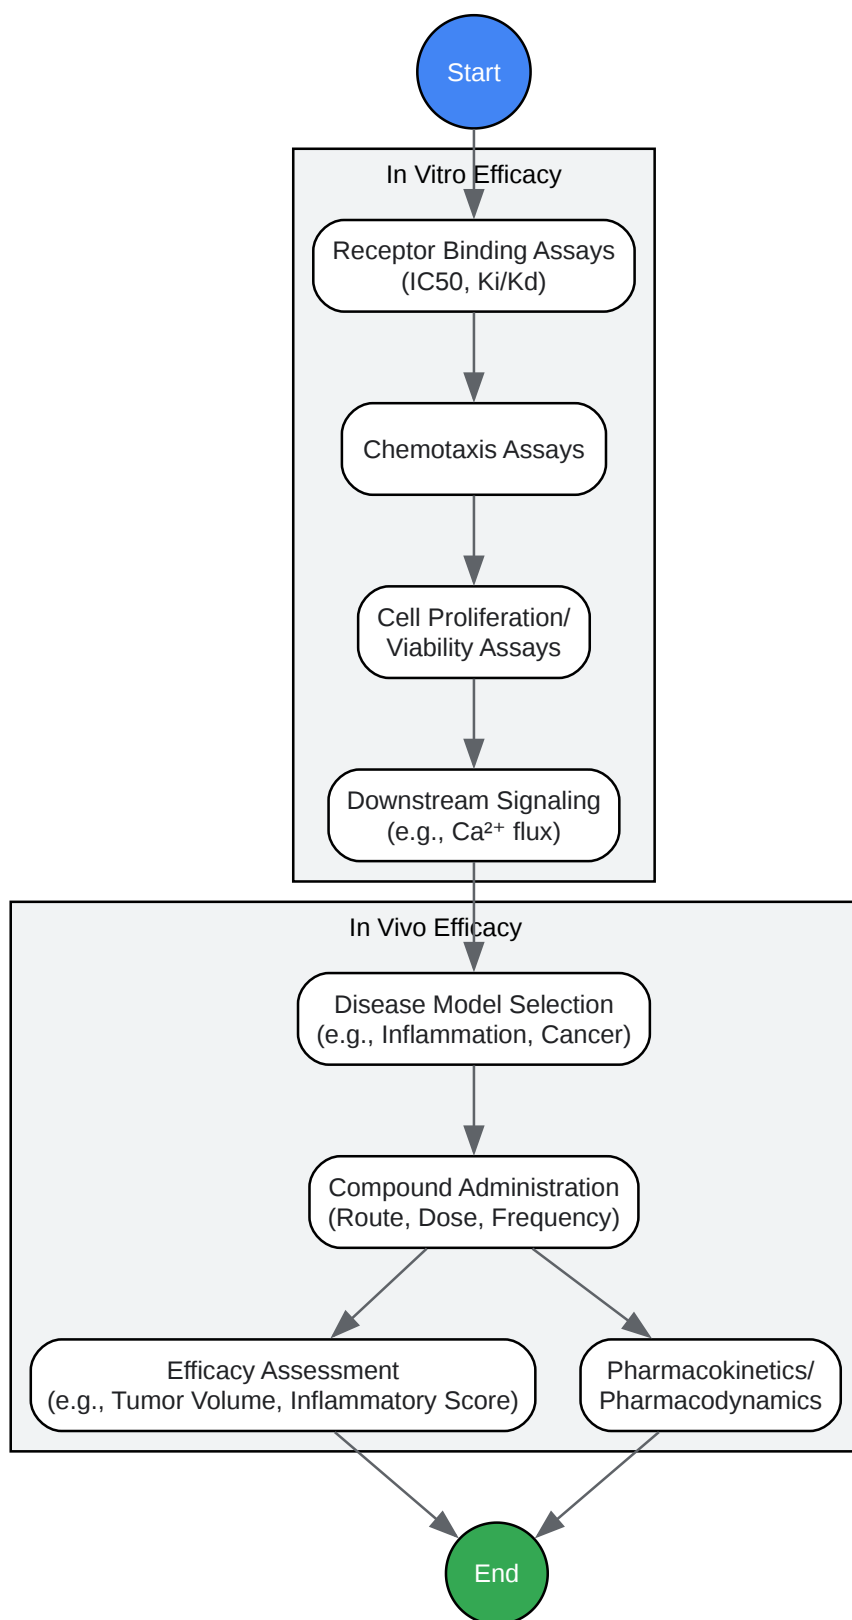 Start
In Vitro Efficacy
Receptor Binding Assays
(IC50, Ki/Kd)
Chemotaxis Assays
Cell Proliferation/
Viability Assays
Downstream Signaling
(e.g., Ca²⁺ flux)
In Vivo Efficacy
Disease Model Selection
(e.g., Inflammation, Cancer)
Compound Administration
(Route, Dose, Frequency)
Efficacy Assessment
(e.g., Tumor Volume, Inflammatory Score)
Pharmacokinetics/
Pharmacodynamics
End